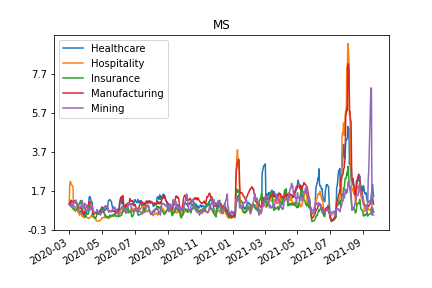 MS
Healthcare
Hospitality
Insurance
Manufacturing
Mining
7.7
5.7
3.7
1.7
-0.3
2020-03
2020-05
2020-07
2020-09
2020-11
2021-01
2021-03
2021-05
2021-07
2021-09